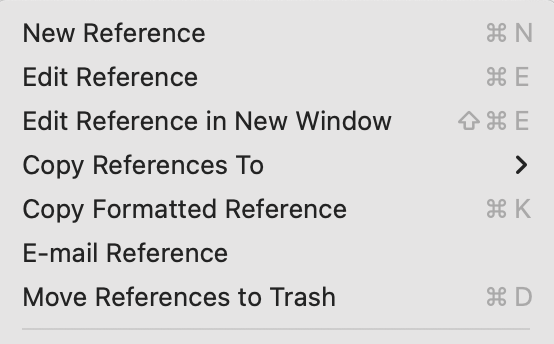 New Reference ⌘ N
Edit Reference ⌘ E
Edit Reference in New Window ⇧ ⌘ E
Copy References To >
Copy Formatted Reference ⌘ K
E-mail Reference
Move References to Trash ⌘ D